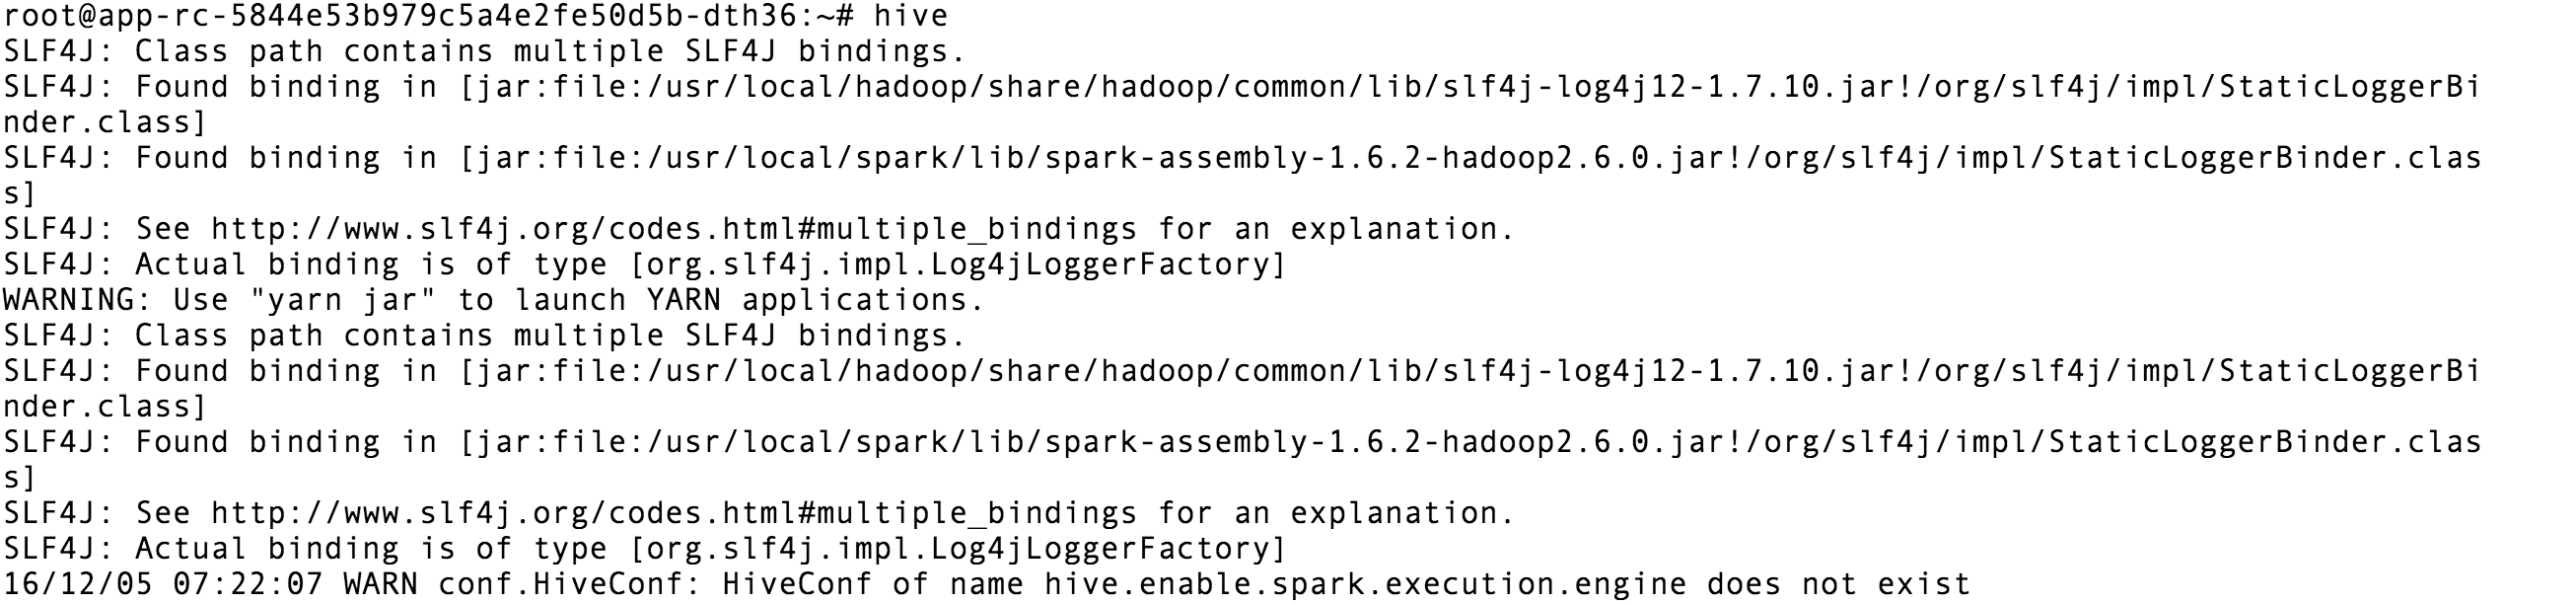 root@app-rc-5844e53b979c5a4e2fe50d5b-dth36:~# hive
SLF4J: Class path contains multiple SLF4J bindings.
SLF4J: Found binding in [jar:file:/usr/local/hadoop/share/hadoop/common/lib/slf4j-log4j12-1.7.10.jar!/org/slf4j/impl/StaticLoggerBi
nder.class]
SLF4J: Found binding in [jar:file:/usr/local/spark/lib/spark-assembly-1.6.2-hadoop2.6.0.jar!/org/slf4j/impl/StaticLoggerBinder.clas
s]
SLF4J: See http://www.slf4j.org/codes.html#multiple_bindings for an explanation.
SLF4J: Actual binding is of type [org.slf4j.impl.Log4jLoggerFactory]
WARNING: Use "yarn jar" to launch YARN applications.
SLF4J: Class path contains multiple SLF4J bindings.
SLF4J: Found binding in [jar:file:/usr/local/hadoop/share/hadoop/common/lib/slf4j-log4j12-1.7.10.jar!/org/slf4j/impl/StaticLoggerBi
nder.class]
SLF4J: Found binding in [jar:file:/usr/local/spark/lib/spark-assembly-1.6.2-hadoop2.6.0.jar!/org/slf4j/impl/StaticLoggerBinder.clas
s]
SLF4J: See http://www.slf4j.org/codes.html#multiple_bindings for an explanation.
SLF4J: Actual binding is of type [org.slf4j.impl.Log4jLoggerFactory]
16/12/05 07:22:07 WARN conf.HiveConf: HiveConf of name hive.enable.spark.execution.engine does not exist